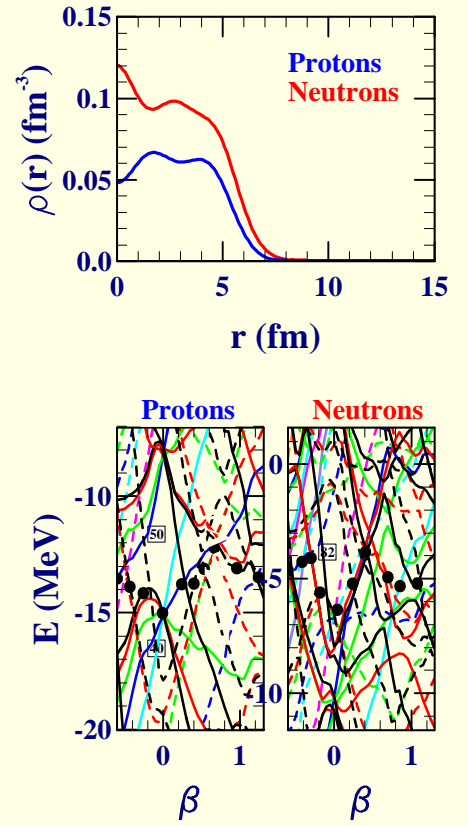 ρ(r) (fm-3)
0.15
0.1
0.05
0.0
Protons
Neutrons
0 5 10 15
r (fm)
Protons Neutrons
E (MeV)
-10
-15
-20
50
40
0
5
10
82
0 1 0 1
β β